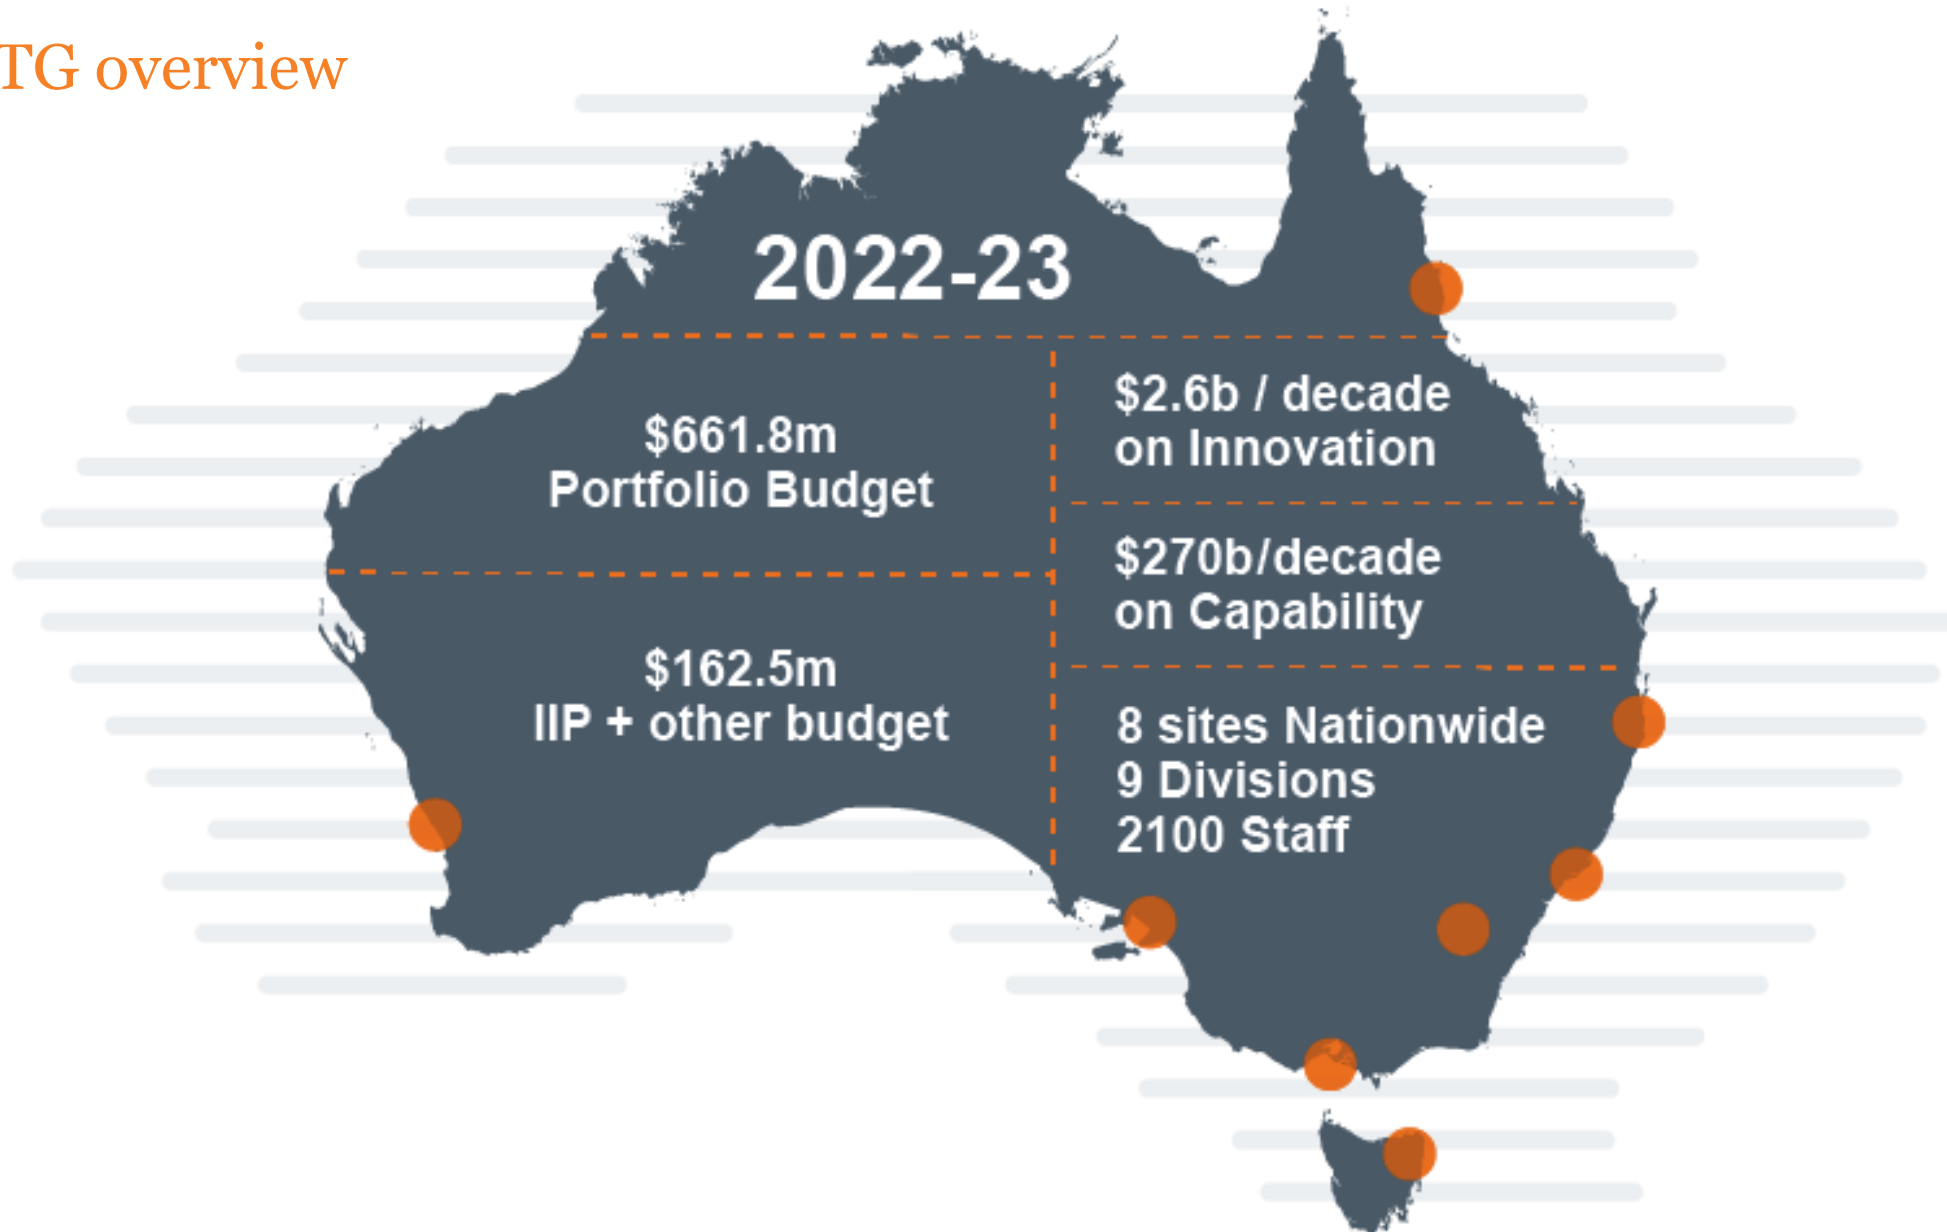 TG overview
2022-23
$661.8m
Portfolio Budget
$162.5m
IIP + other budget
$2.6b / decade
on Innovation
$270b/decade
on Capability
8 sites Nationwide
9 Divisions
2100 Staff